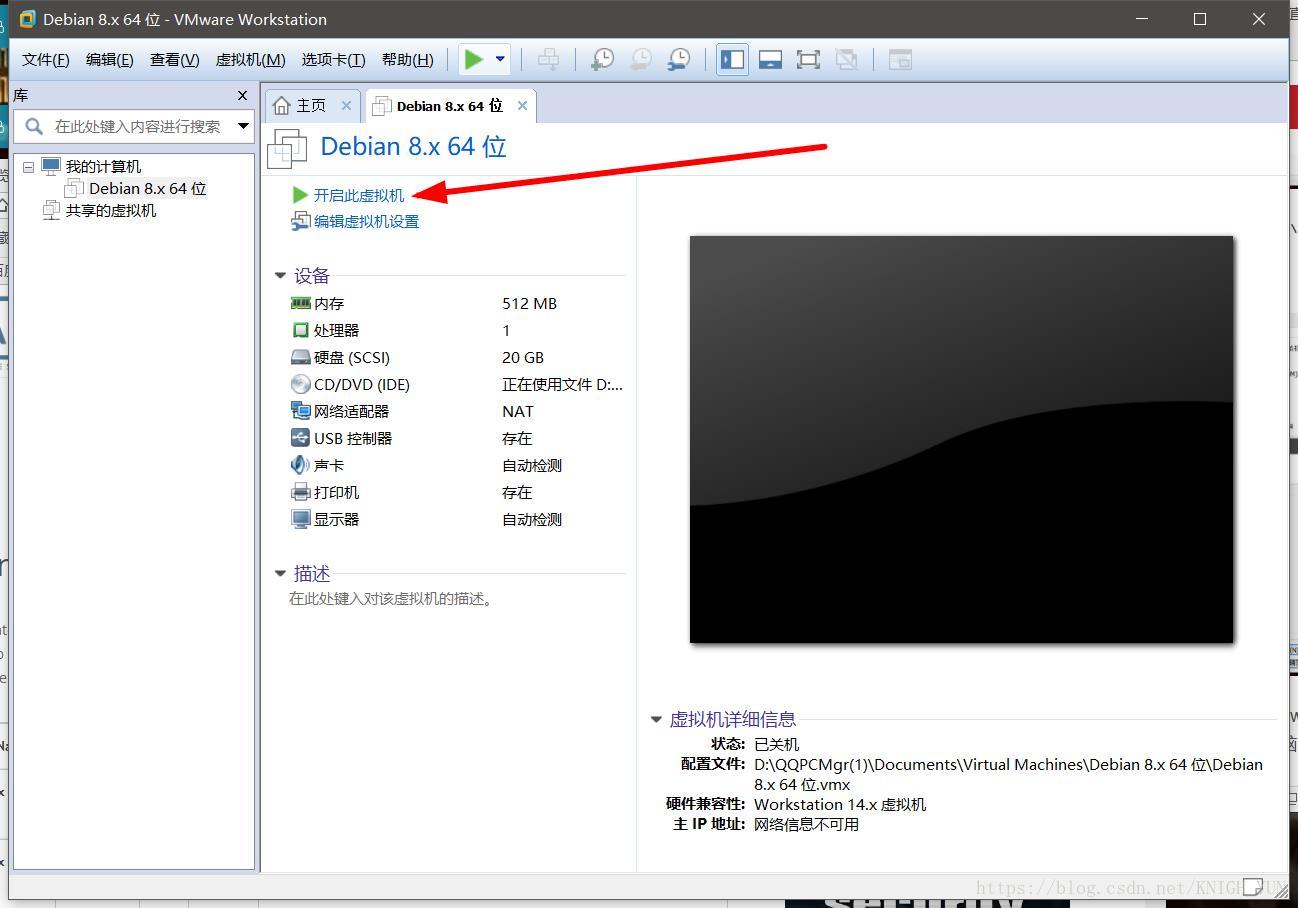 Debian 8.x 64 位 - VMware Workstation
文件(F) 编辑(E) 查看(V) 虚拟机(M) 选项卡(T) 帮助(H)
库
在此处键入内容进行搜索
我的计算机
Debian 8.x 64 位
共享的虚拟机
主页
Debian 8.x 64 位
Debian 8.x 64 位
开启此虚拟机
编辑虚拟机设置
设备
内存 512 MB
处理器 1
硬盘 (SCSI) 20 GB
CD/DVD (IDE) 正在使用文件 D:...
网络适配器 NAT
USB 控制器 存在
声卡 自动检测
打印机 存在
显示器 自动检测
描述
在此处键入对该虚拟机的描述。
虚拟机详细信息
状态: 已关机
配置文件: D:\QQPCMgr(1)\Documents\Virtual Machines\Debian 8.x 64 位\Debian
8.x 64 位.vmx
硬件兼容性: Workstation 14.x 虚拟机
主 IP 地址: 网络信息不可用